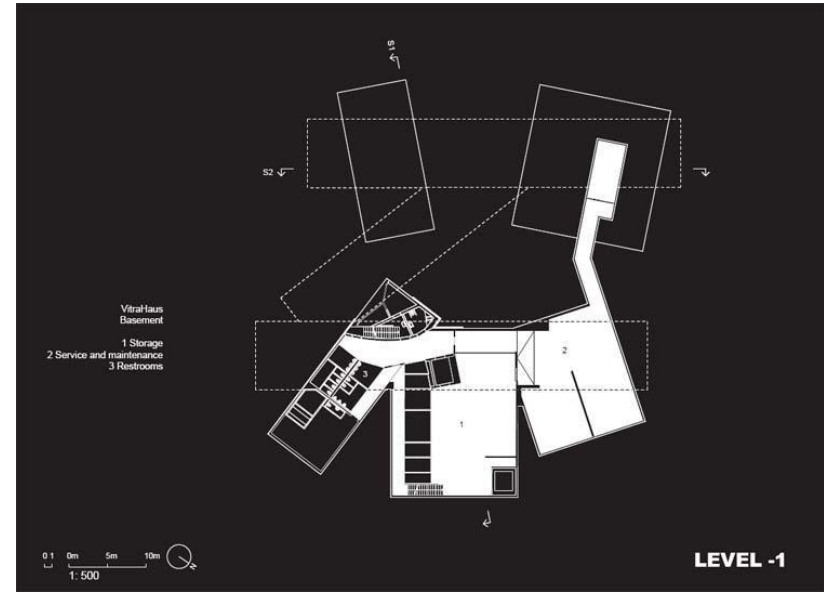 S1
S2
VitraHaus
Basement
1 Storage
2 Service and maintenance
3 Restrooms
2
3
1
0 1 0m 5m 10m
N
1: 500
LEVEL -1